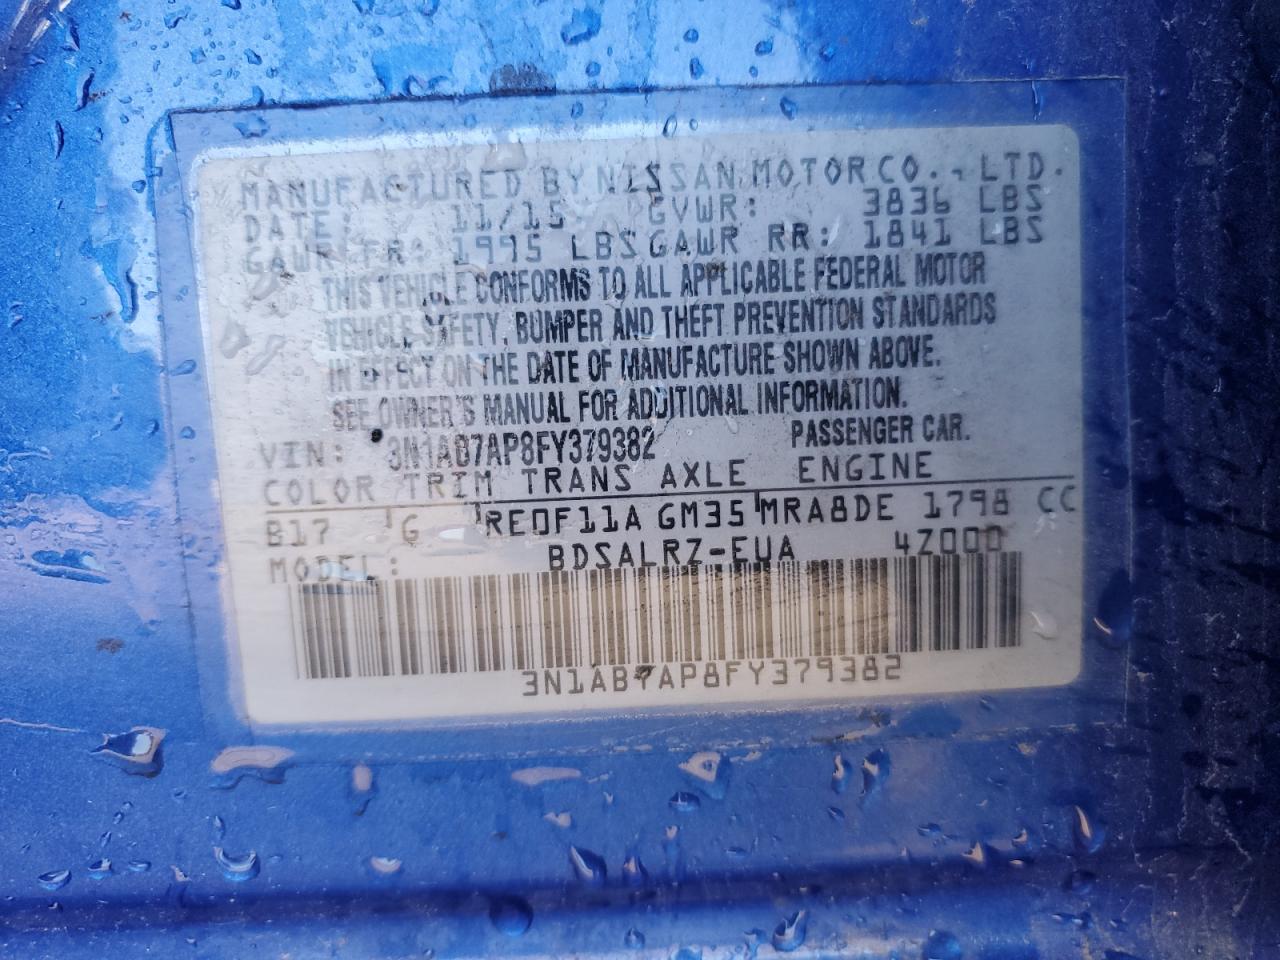 MANUFACTURED BY NISSAN MOTOR CO., LTD.
DATE: 11/15 GVWR: 3836 LBS
GAWR FR: 1995 LBS GAWR RR: 1841 LBS
THIS VEHICLE CONFORMS TO ALL APPLICABLE FEDERAL MOTOR
VEHICLE SAFETY, BUMPER AND THEFT PREVENTION STANDARDS
IN EFFECT ON THE DATE OF MANUFACTURE SHOWN ABOVE.
SEE OWNER'S MANUAL FOR ADDITIONAL INFORMATION.
VIN: 3N1AB7AP8FY379382 PASSENGER CAR.
COLOR TRIM TRANS AXLE ENGINE
B17 G RE0F11A GM35 MRA8DE 1798 CC
MODEL: BDSALRZ-EUA 4Z000
3N1AB7AP8FY379382